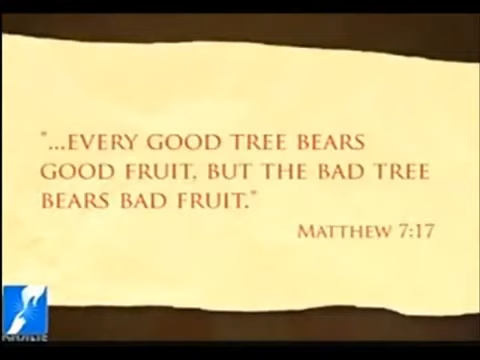 "...EVERY GOOD TREE BEARS
GOOD FRUIT, BUT THE BAD TREE
BEARS BAD FRUIT."
MATTHEW 7:17